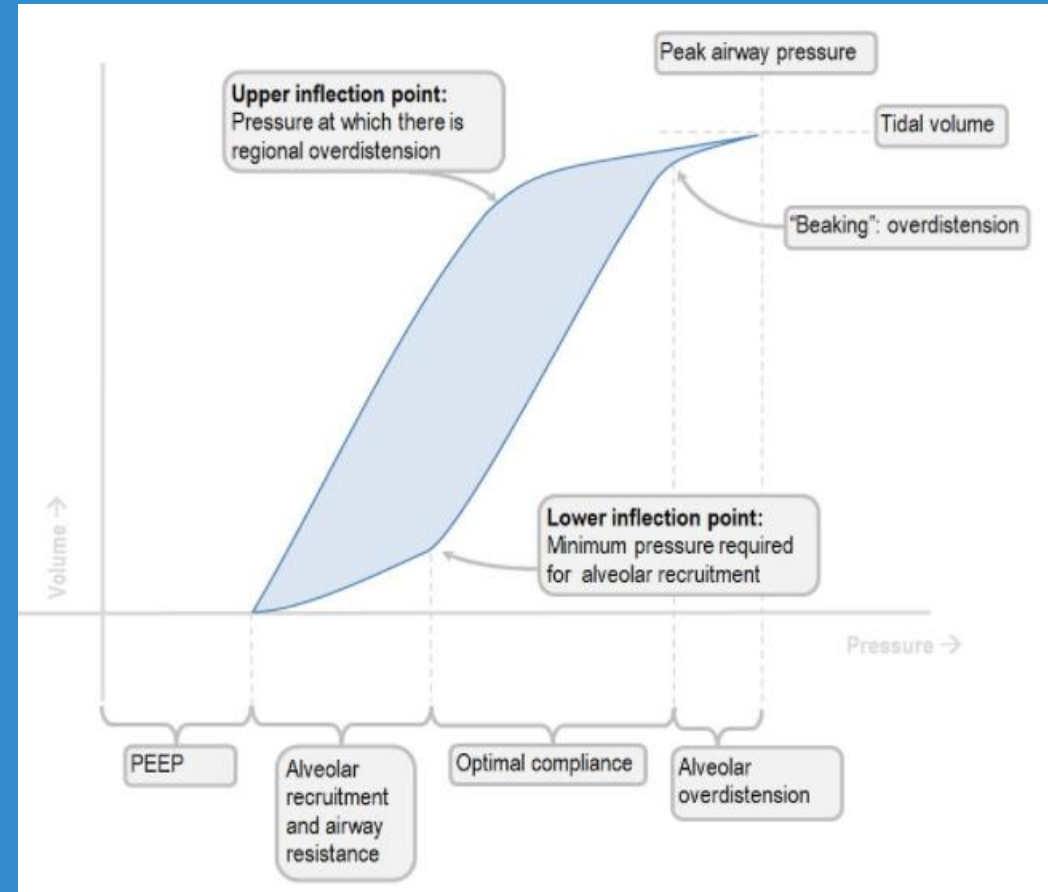 Peak airway pressure
Upper inflection point:
Pressure at which there is
regional overdistension
Tidal volume
"Beaking": overdistension
Lower inflection point:
Minimum pressure required
for alveolar recruitment
Volume →
Pressure →
PEEP
Alveolar
recruitment
and airway
resistance
Optimal compliance
Alveolar
overdistension